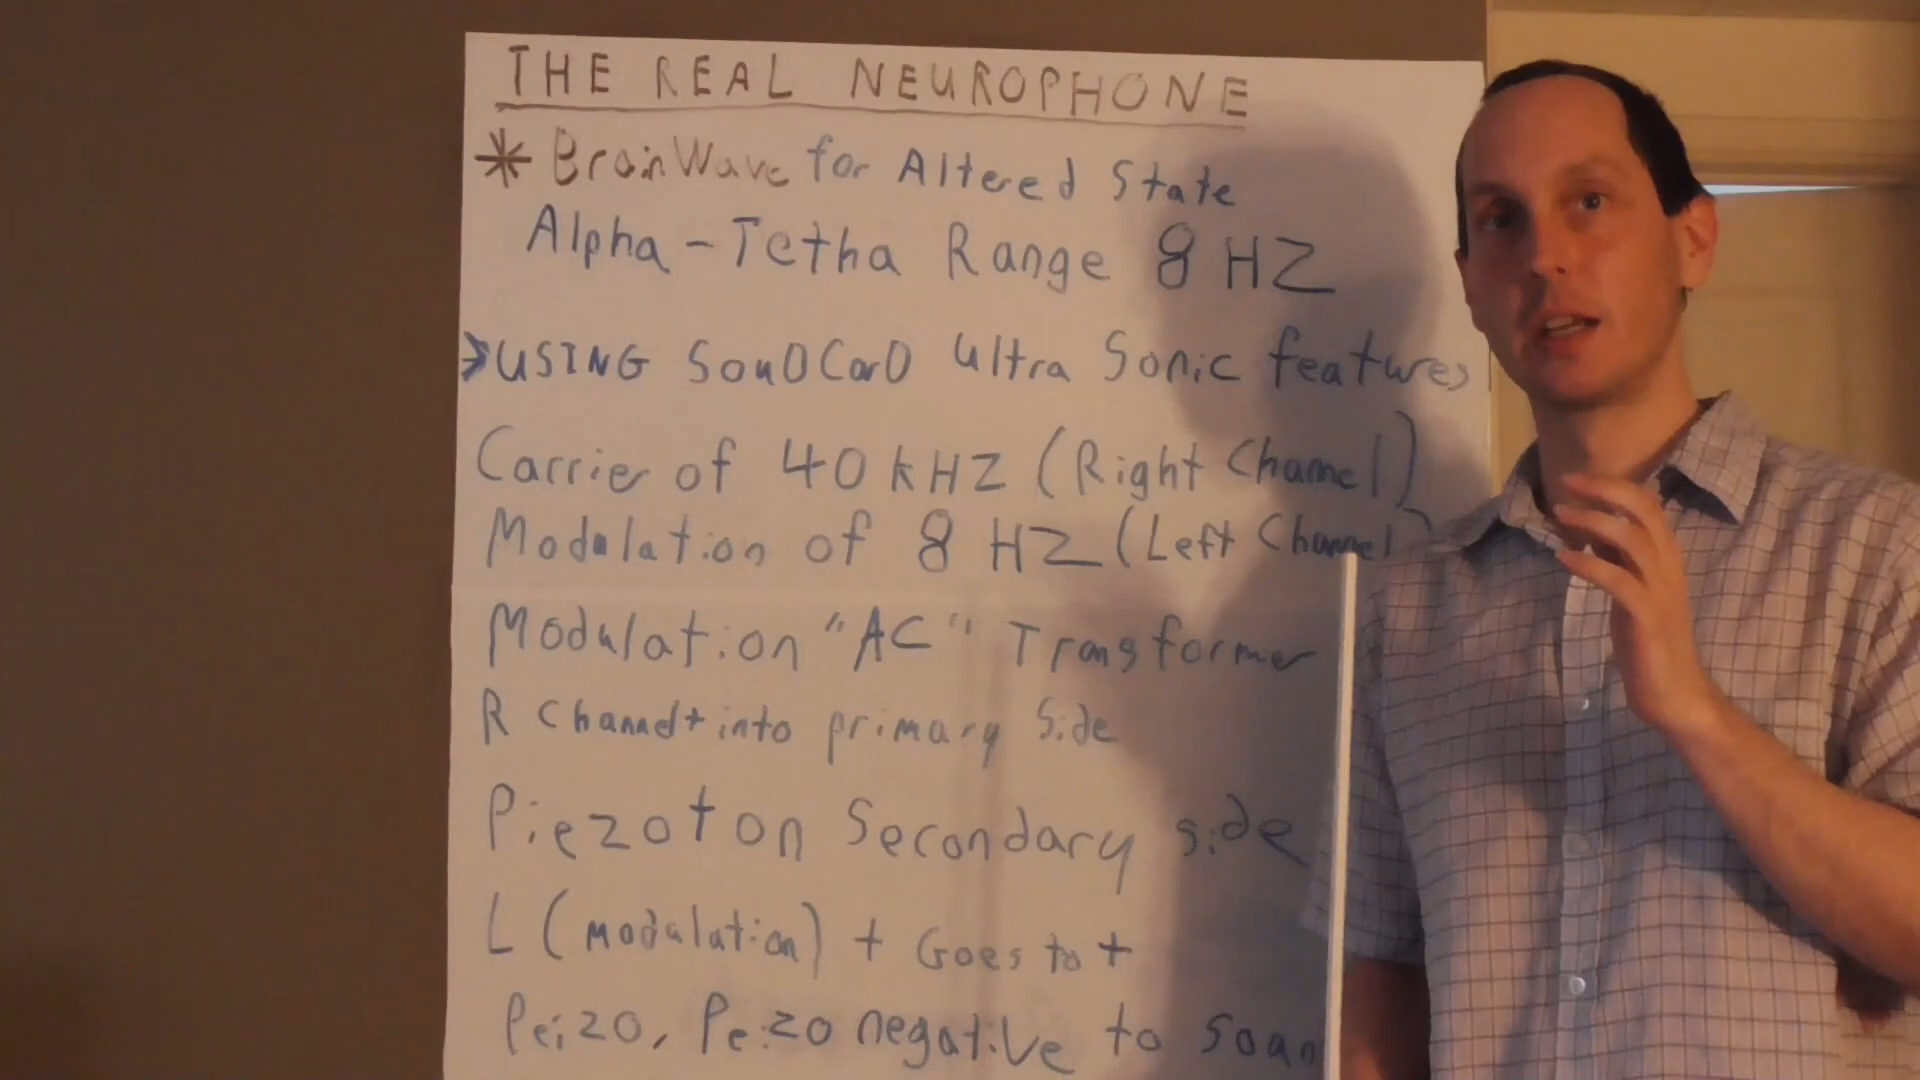 THE REAL NEUROPHONE
* BrainWave for Altered State
Alpha - Tetha Range 8 HZ
> USING SounDCarD ultra Sonic features
Carrier of 40 kHZ (Right Channel)
Modulation of 8 HZ (Left Channel)
Modulation "AC" Transformer
R Channel + into primary Side
Piezo + on Secondary side
L (modulation) + Goes to +
Peizo, Peizo negative to